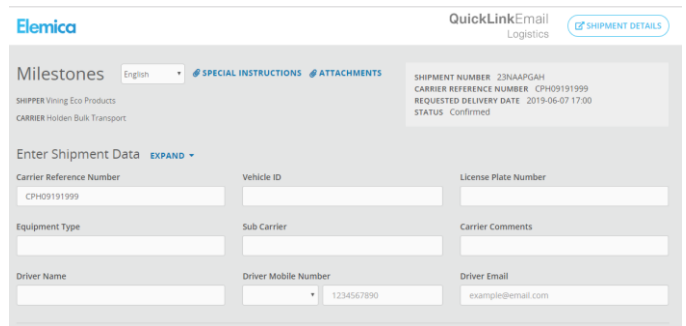 Elemica
QuickLinkEmail
Logistics
SHIPMENT DETAILS
Milestones
English
SPECIAL INSTRUCTIONS
ATTACHMENTS
SHIPPER Vining Eco Products
CARRIER Holden Bulk Transport
SHIPMENT NUMBER 23NAAPGAH
CARRIER REFERENCE NUMBER CPH09191999
REQUESTED DELIVERY DATE 2019-06-07 17:00
STATUS Confirmed
Enter Shipment Data EXPAND
Carrier Reference Number
CPH09191999
Vehicle ID
License Plate Number
Equipment Type
Sub Carrier
Carrier Comments
Driver Name
Driver Mobile Number
1234567890
Driver Email
example@email.com